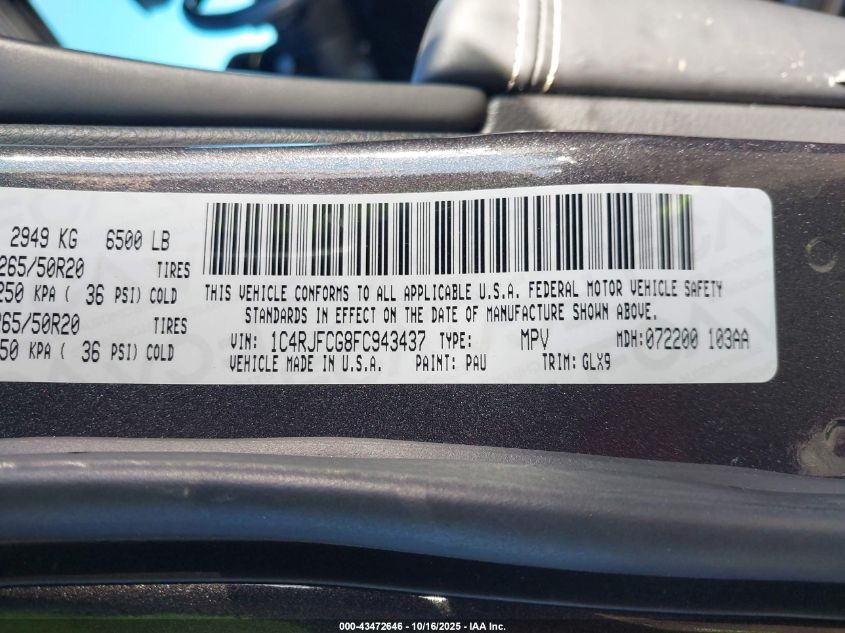 2949 KG 6500 LB
265/50R20 TIRES
250 KPA ( 36 PSI) COLD
265/50R20 TIRES
50 KPA ( 36 PSI) COLD
THIS VEHICLE CONFORMS TO ALL APPLICABLE U.S.A. FEDERAL MOTOR VEHICLE SAFETY
STANDARDS IN EFFECT ON THE DATE OF MANUFACTURE SHOWN ABOVE.
VIN: 1C4RJFCG8FC943437 TYPE: MPV MDH:072200 103AA
VEHICLE MADE IN U.S.A. PAINT: PAU TRIM: GLX9
000-43472646 - 10/16/2025 - IAA Inc.